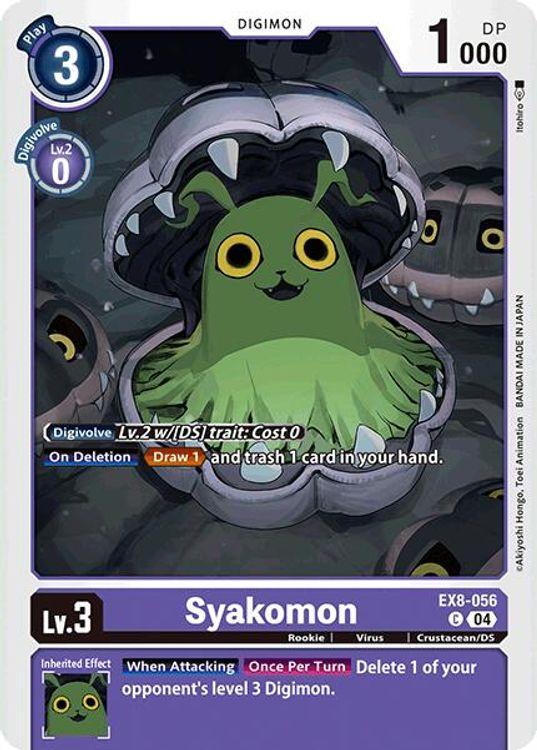 Play
3
DIGIMON
1000
DP
Digivolve
Lv.2
0
Itohiro
Digivolve Lv.2 w/[DS] trait: Cost 0
On Deletion Draw 1 and trash 1 card in your hand.
©Akiyoshi Hongo, Toei Animation BANDAI MADE IN JAPAN
Lv.3
Syakomon
EX8-056
C 04
Rookie | Virus | Crustacean/DS
Inherited Effect
When Attacking Once Per Turn Delete 1 of your
opponent's level 3 Digimon.